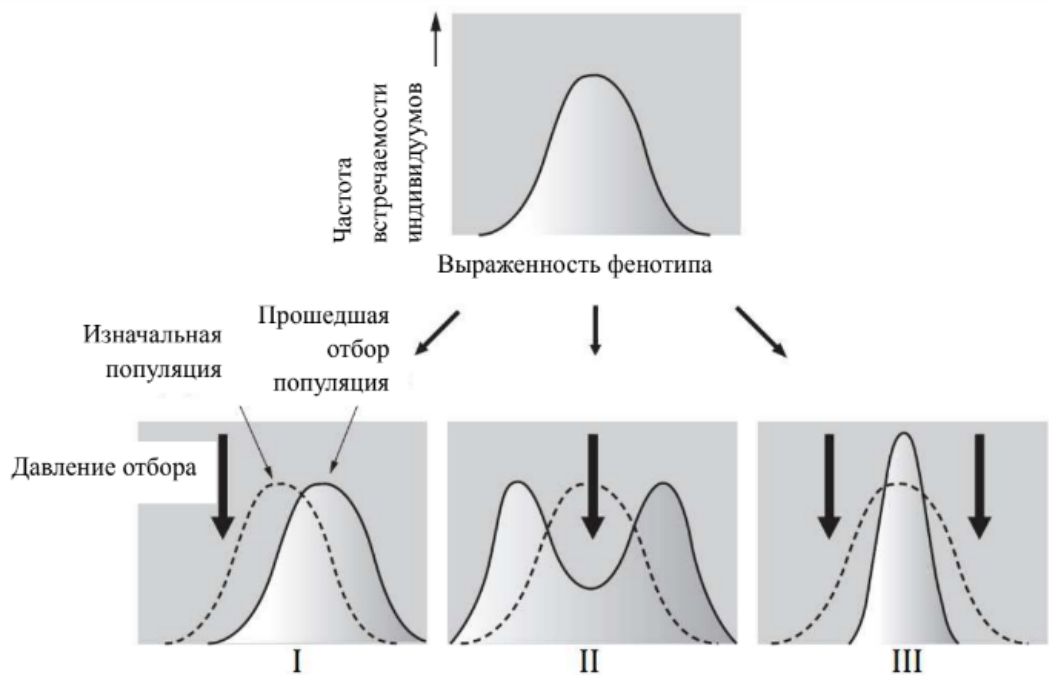 Частота
встречаемости
индивидуумов
Выраженность фенотипа
Изначальная
популяция
Прошедшая
отбор
популяция
Давление отбора
I
II
III